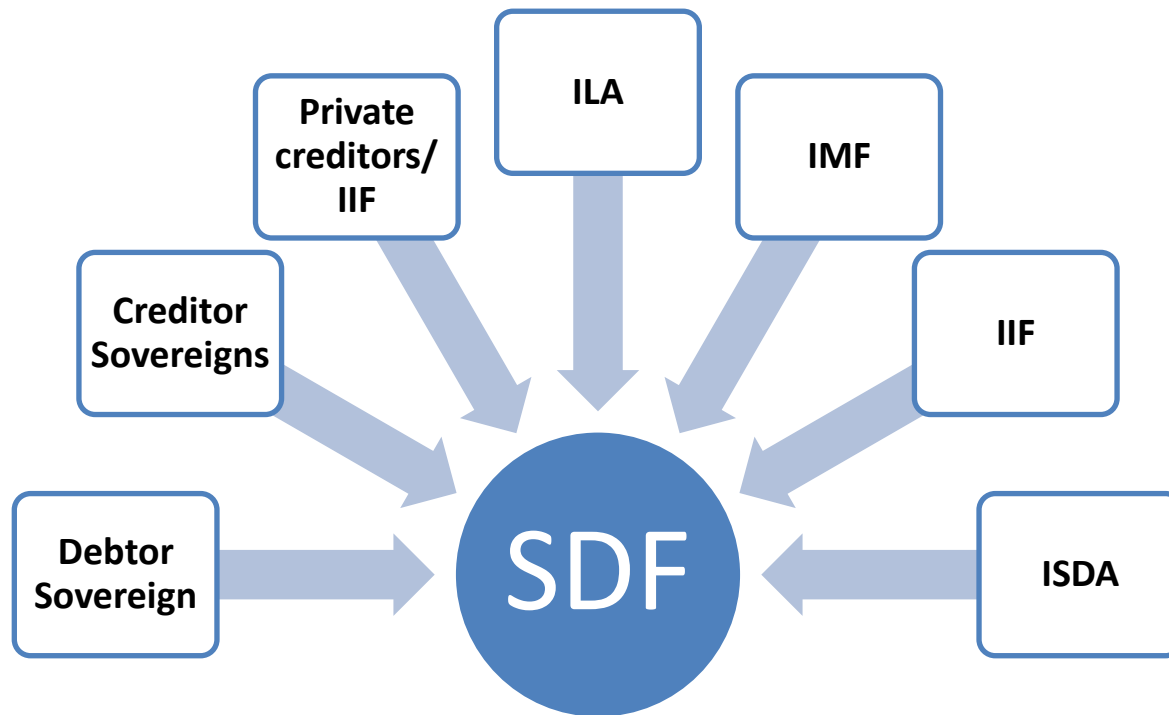 Debtor
Sovereign
Creditor
Sovereigns
Private
creditors/
IIF
ILA
IMF
IIF
ISDA
SDF